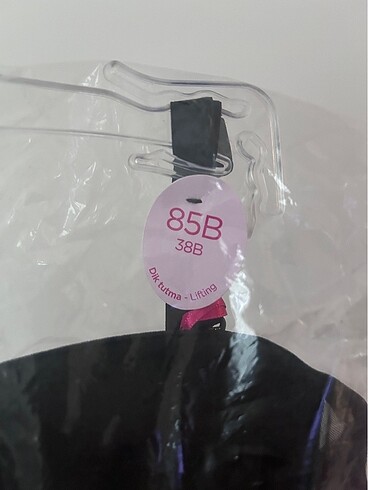 85B
38B
Dik tutma - Lifting